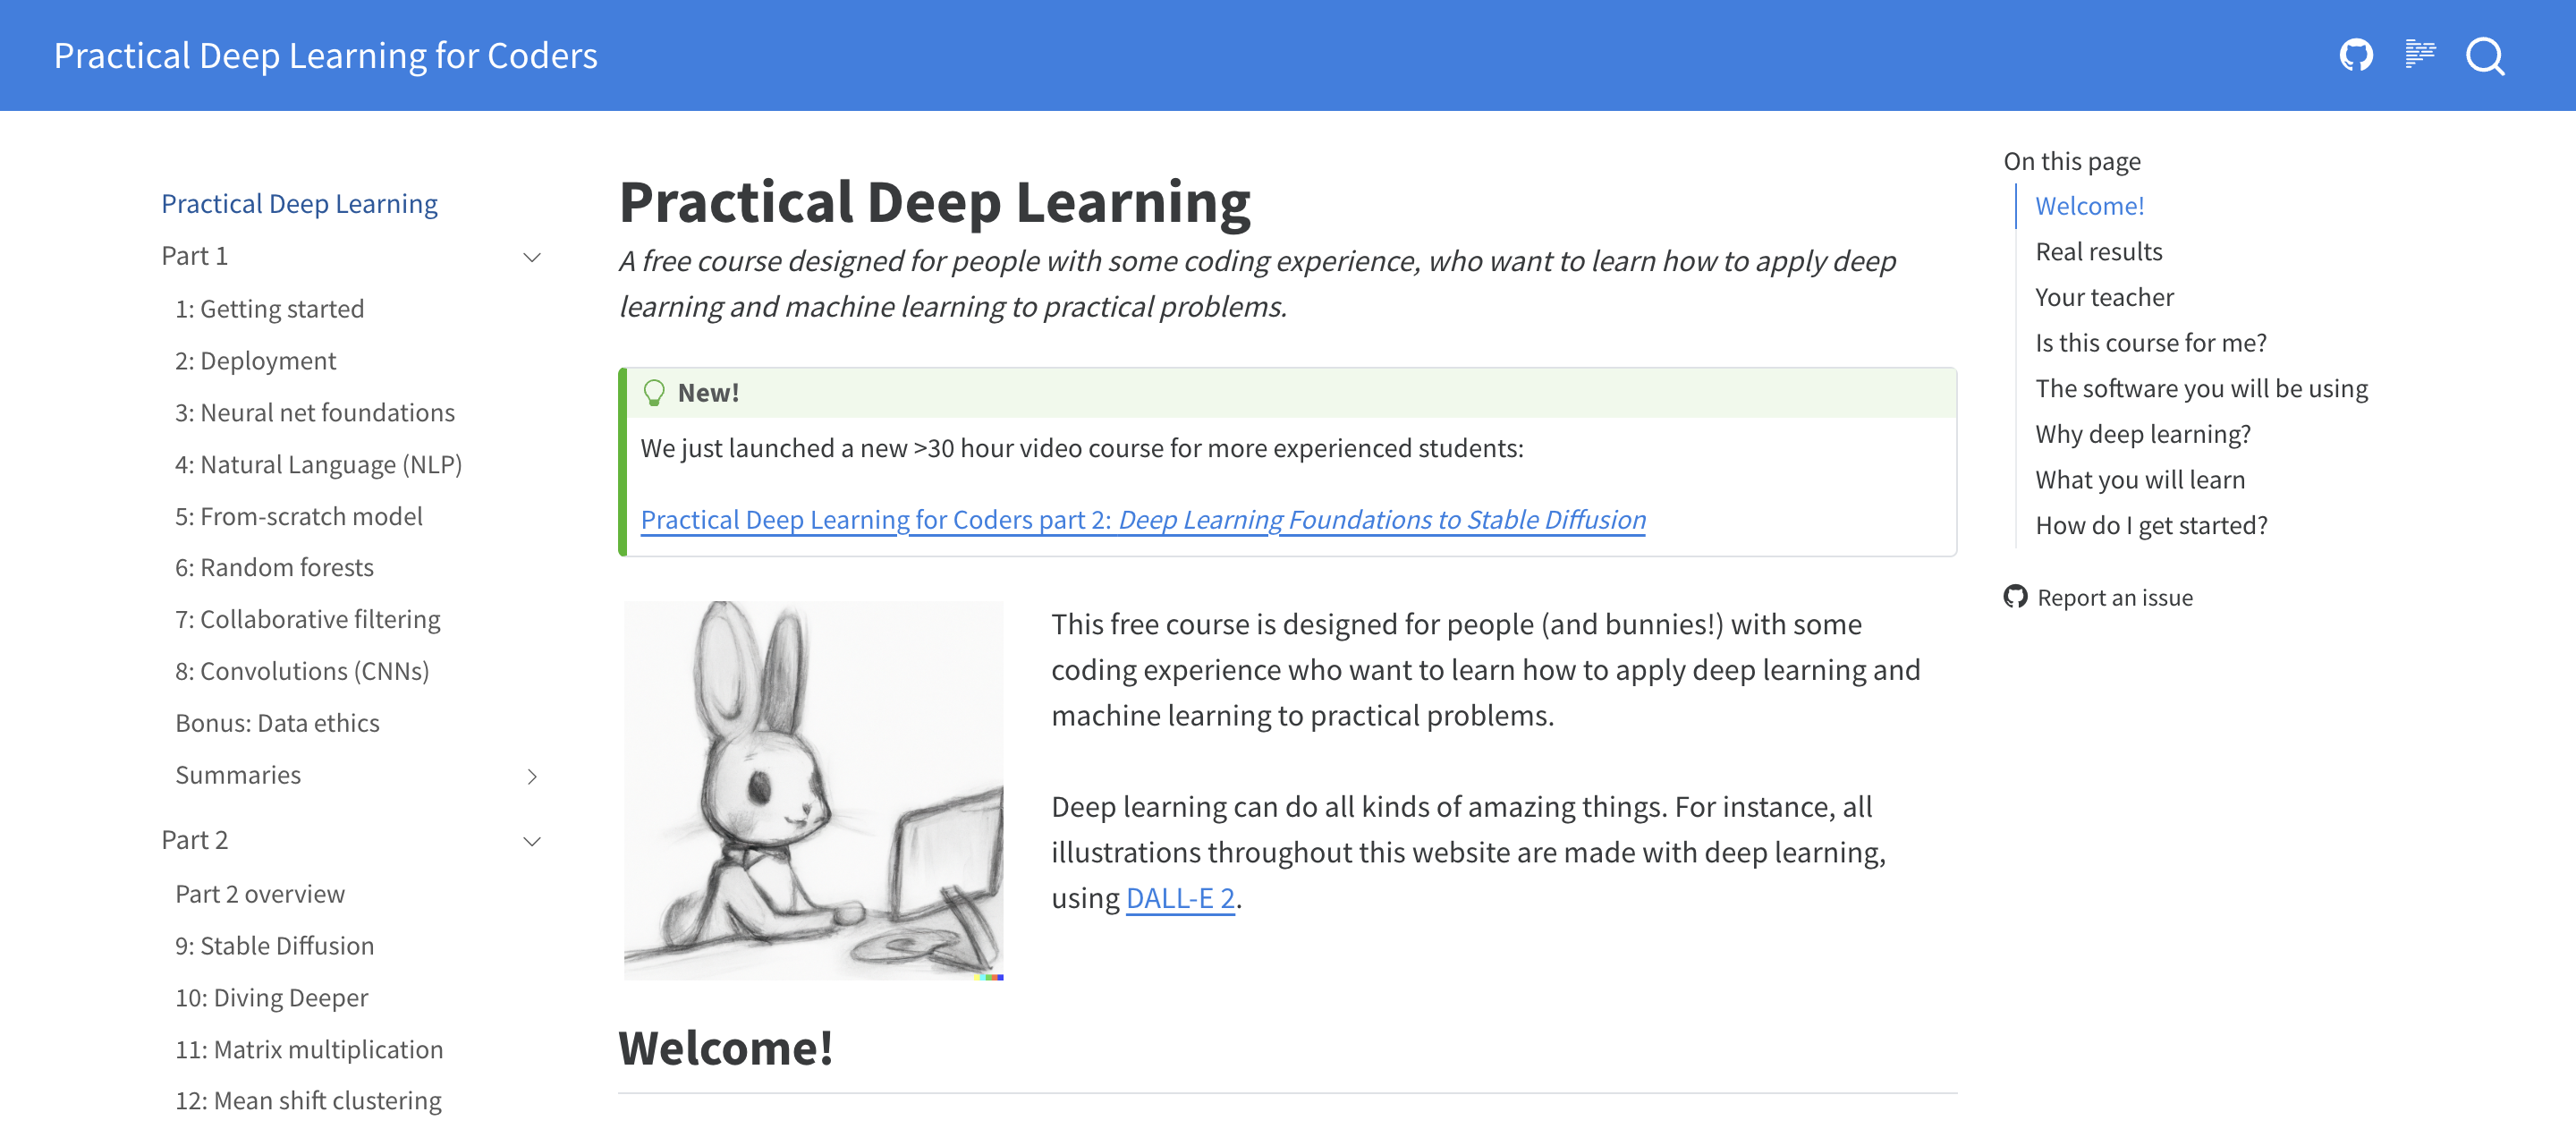 Practical Deep Learning for Coders
Practical Deep Learning
Part 1
1: Getting started
2: Deployment
3: Neural net foundations
4: Natural Language (NLP)
5: From-scratch model
6: Random forests
7: Collaborative filtering
8: Convolutions (CNNs)
Bonus: Data ethics
Summaries
Part 2
Part 2 overview
9: Stable Diffusion
10: Diving Deeper
11: Matrix multiplication
12: Mean shift clustering
Practical Deep Learning
A free course designed for people with some coding experience, who want to learn how to apply deep
learning and machine learning to practical problems.
New!
We just launched a new >30 hour video course for more experienced students:
Practical Deep Learning for Coders part 2: Deep Learning Foundations to Stable Diffusion
This free course is designed for people (and bunnies!) with some
coding experience who want to learn how to apply deep learning and
machine learning to practical problems.
Deep learning can do all kinds of amazing things. For instance, all
illustrations throughout this website are made with deep learning,
using DALL-E 2.
Welcome!
On this page
Welcome!
Real results
Your teacher
Is this course for me?
The software you will be using
Why deep learning?
What you will learn
How do I get started?
Report an issue